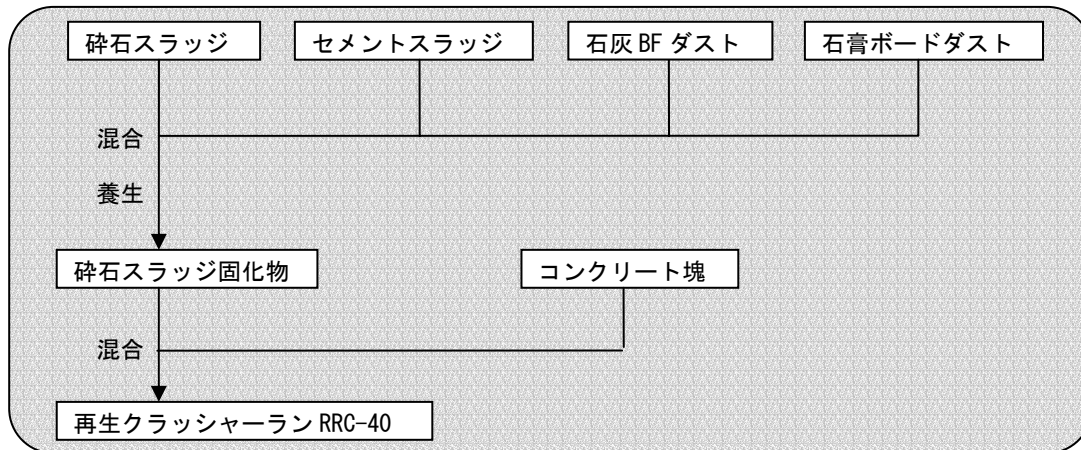 砕石スラッジ
セメントスラッジ
石灰 BF ダスト
石膏ボードダスト
混合
養生
砕石スラッジ固化物
コンクリート塊
混合
再生クラッシャーラン RRC-40